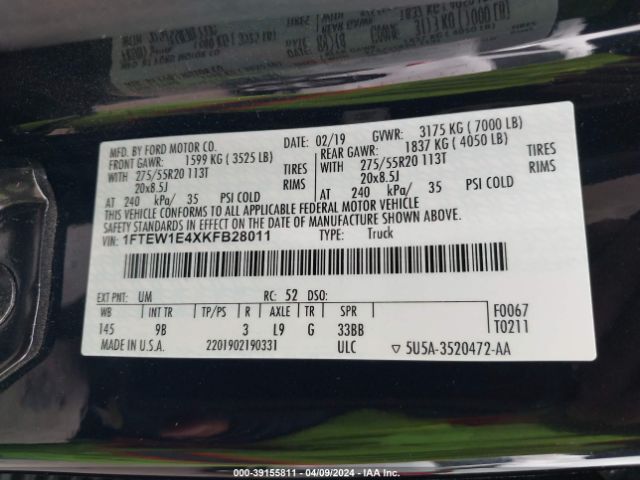 MFD. BY FORD MOTOR CO. DATE: 02/19 GVWR: 3175 KG ( 7000 LB)
FRONT GAWR: 1599 KG ( 3525 LB) REAR GAWR: 1837 KG ( 4050 LB)
WITH 275/55R20 113T TIRES WITH 275/55R20 113T TIRES
20x8.5J RIMS 20x8.5J RIMS
AT 240 kPa/ 35 PSI COLD AT 240 kPa/ 35 PSI COLD
THIS VEHICLE CONFORMS TO ALL APPLICABLE FEDERAL MOTOR VEHICLE
SAFETY STANDARDS IN EFFECT ON THE DATE OF MANUFACTURE SHOWN ABOVE.
VIN: 1FTEW1E4XKFB28011 TYPE: Truck
EXT PNT: UM RC: 52 DSO:
WB INT TR TP/PS R AXLE TR SPR F0067
145 9B 3 L9 G 33BB T0211
MADE IN U.S.A. 2201902190331 ULC ▽ 5U5A-3520472-AA
000-39155811 - 04/09/2024 - IAA Inc.